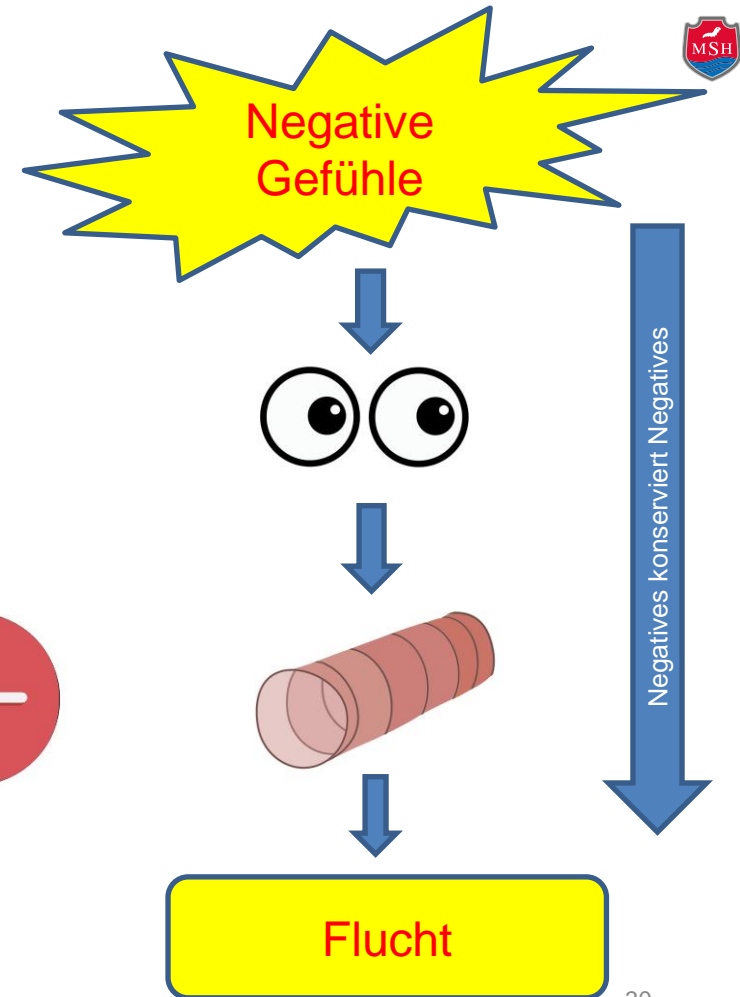 MSH
Negative
Gefühle
Negatives konserviert Negatives
Flucht